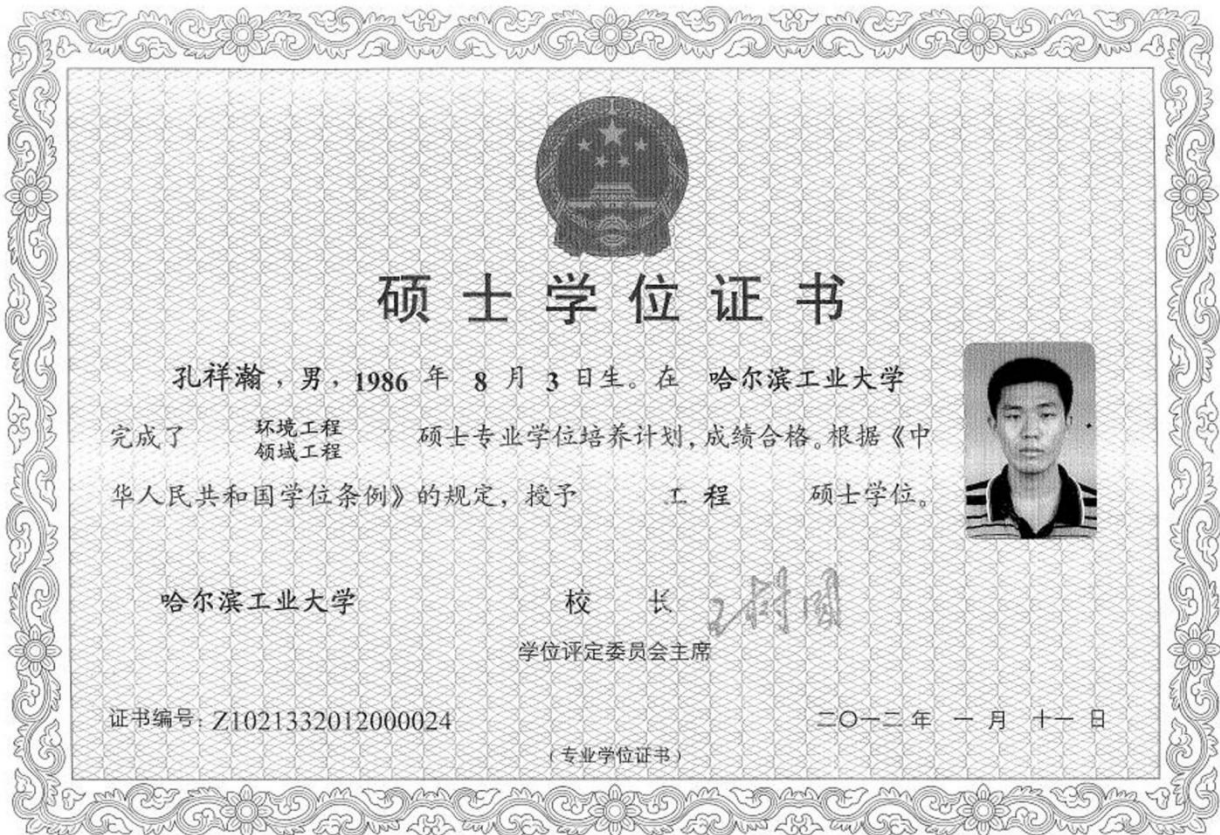 硕士学位证书
孔祥瀚，男，1986 年 8 月 3 日生。在 哈尔滨工业大学
完成了 环境工程领域工程 硕士专业学位培养计划，成绩合格。根据《中
华人民共和国学位条例》的规定，授予 工 程 硕士学位。
哈尔滨工业大学 校 长 王树国
学位评定委员会主席
证书编号：Z1021332012000024 二〇一二 年 一 月 十一 日
（专业学位证书）